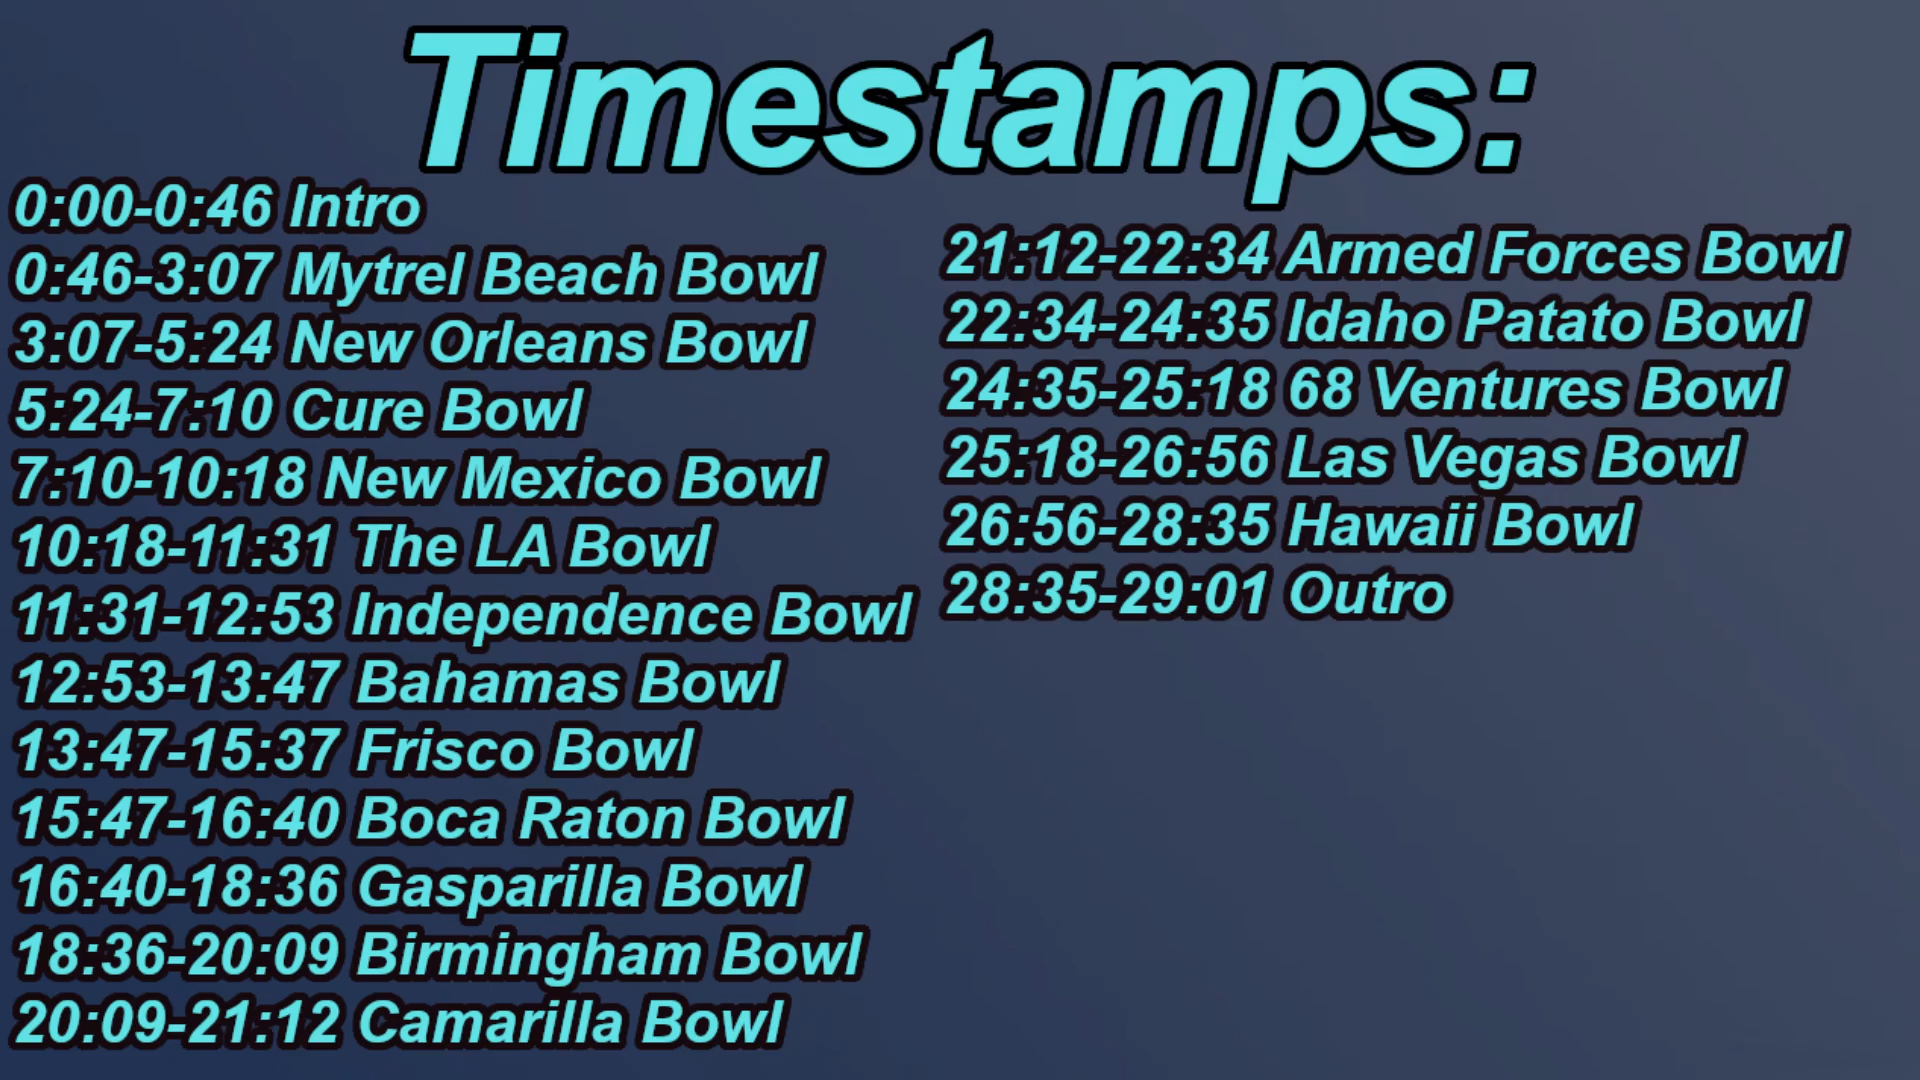 Timestamps:
0:00-0:46 Intro
0:46-3:07 Mytrel Beach Bowl
3:07-5:24 New Orleans Bowl
5:24-7:10 Cure Bowl
7:10-10:18 New Mexico Bowl
10:18-11:31 The LA Bowl
11:31-12:53 Independence Bowl
12:53-13:47 Bahamas Bowl
13:47-15:37 Frisco Bowl
15:47-16:40 Boca Raton Bowl
16:40-18:36 Gasparilla Bowl
18:36-20:09 Birmingham Bowl
20:09-21:12 Camarilla Bowl
21:12-22:34 Armed Forces Bowl
22:34-24:35 Idaho Patato Bowl
24:35-25:18 68 Ventures Bowl
25:18-26:56 Las Vegas Bowl
26:56-28:35 Hawaii Bowl
28:35-29:01 Outro